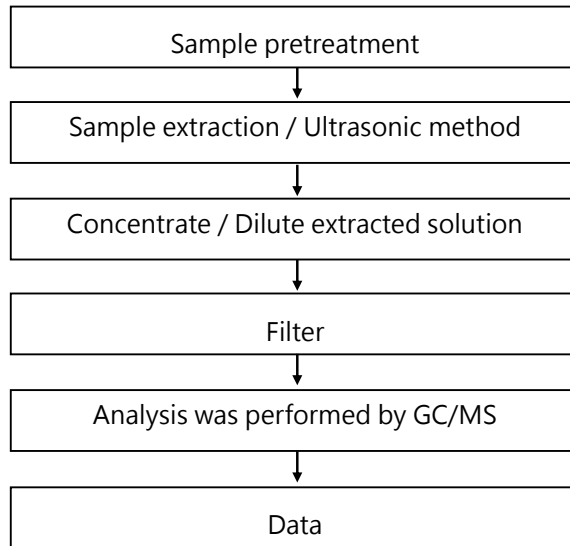 Sample pretreatment
Sample extraction / Ultrasonic method
Concentrate / Dilute extracted solution
Filter
Analysis was performed by GC/MS
Data